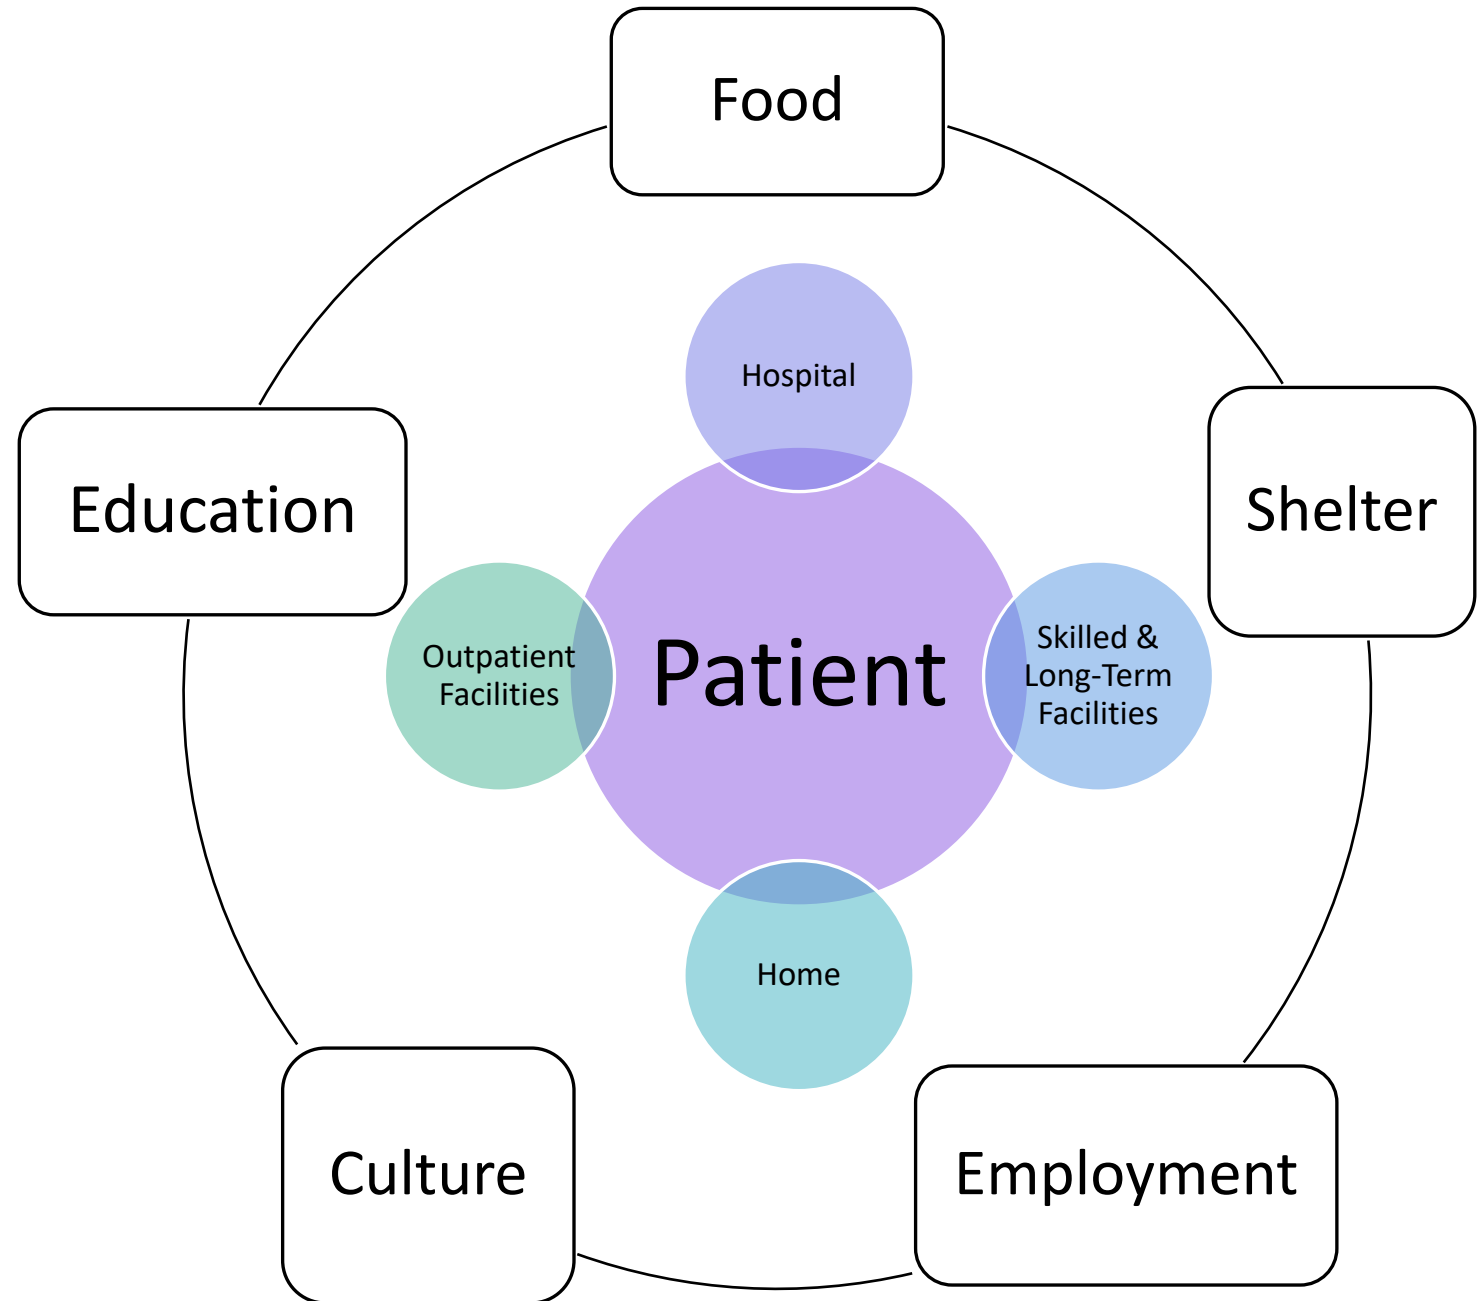 Food
Hospital
Education
Shelter
Outpatient
Facilities
Patient
Skilled &
Long-Term
Facilities
Home
Culture
Employment